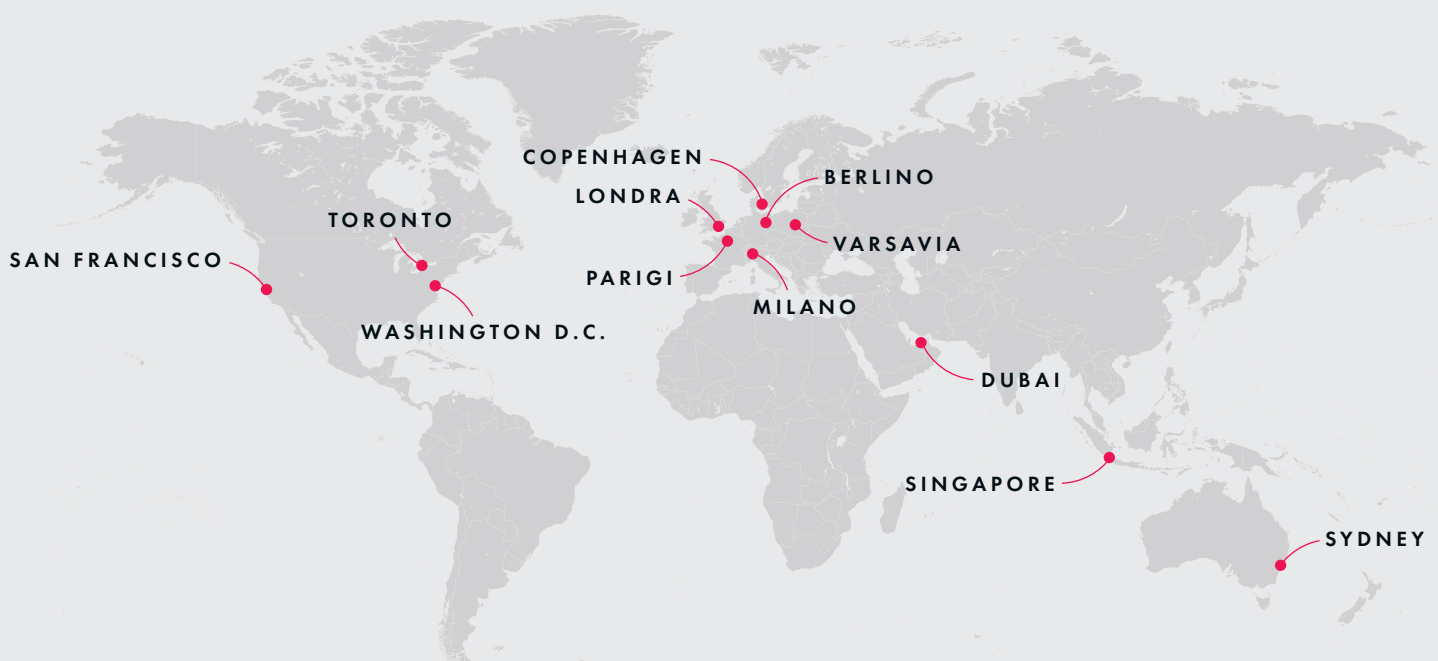 COPENHAGEN
BERLINO
LONDRA
TORONTO
VARSAVIA
SAN FRANCISCO
PARIGI
MILANO
WASHINGTON D.C.
DUBAI
SINGAPORE
SYDNEY